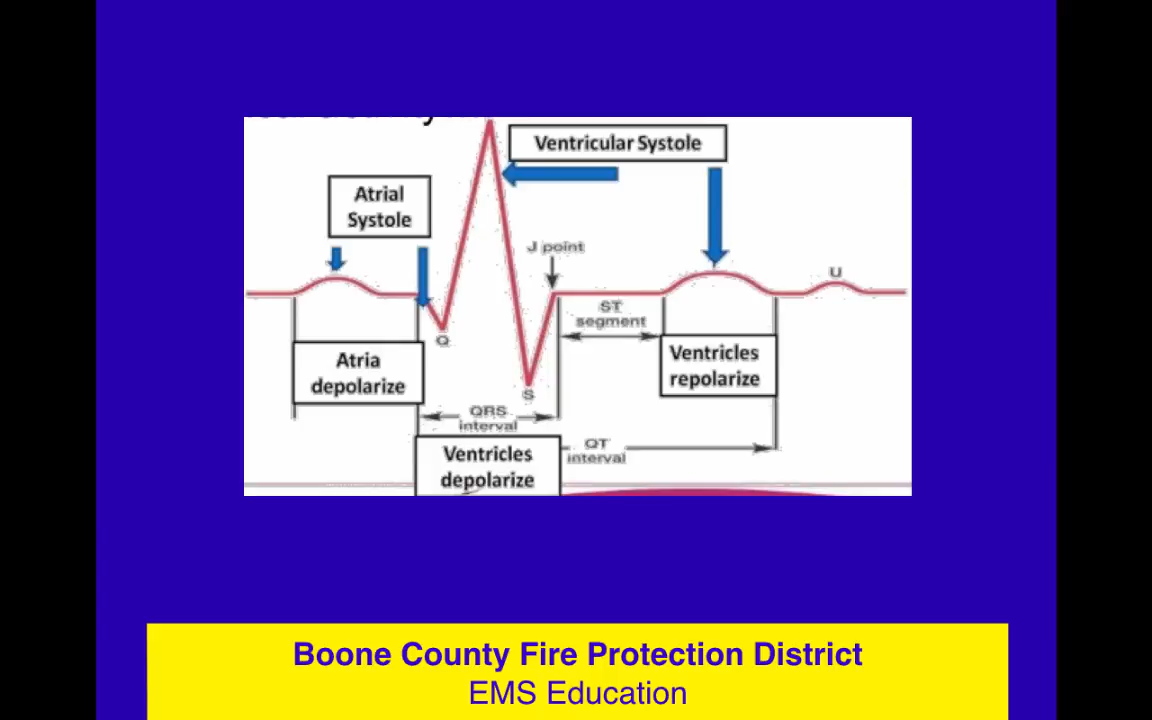 Ventricular Systole
Atrial
Systole
J point
U
ST
segment
Q
Atria
depolarize
Ventricles
repolarize
S
QRS
interval
QT
interval
Ventricles
depolarize
Boone County Fire Protection District
EMS Education